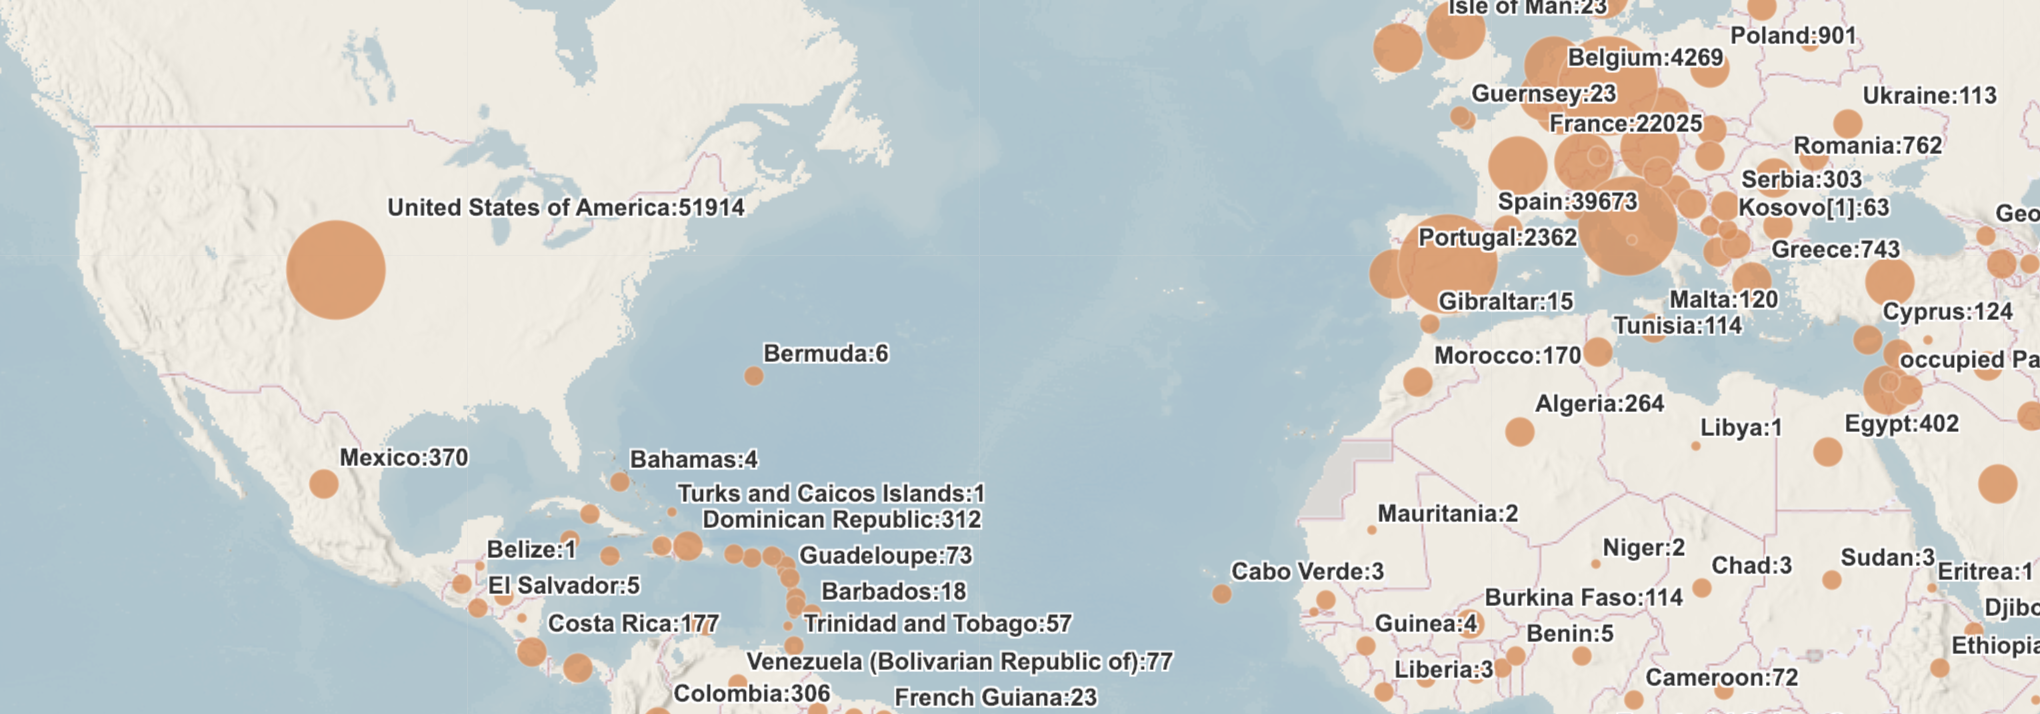 Isle of Man:23
Poland:901
Belgium:4269
Guernsey:23
Ukraine:113
France:22025
Romania:762
Serbia:303
Spain:39673
United States of America:51914
Kosovo[1]:63
Geo
Portugal:2362
Greece:743
Gibraltar:15
Malta:120
Cyprus:124
Tunisia:114
Bermuda:6
Morocco:170
occupied Pa
Algeria:264
Libya:1
Egypt:402
Mexico:370
Bahamas:4
Turks and Caicos Islands:1
Mauritania:2
Dominican Republic:312
Belize:1
Guadeloupe:73
Niger:2
Chad:3
Sudan:3
Cabo Verde:3
Eritrea:1
El Salvador:5
Barbados:18
Burkina Faso:114
Djibo
Costa Rica:177
Trinidad and Tobago:57
Guinea:4
Benin:5
Ethiopia
Venezuela (Bolivarian Republic of):77
Liberia:3
Cameroon:72
Colombia:306
French Guiana:23